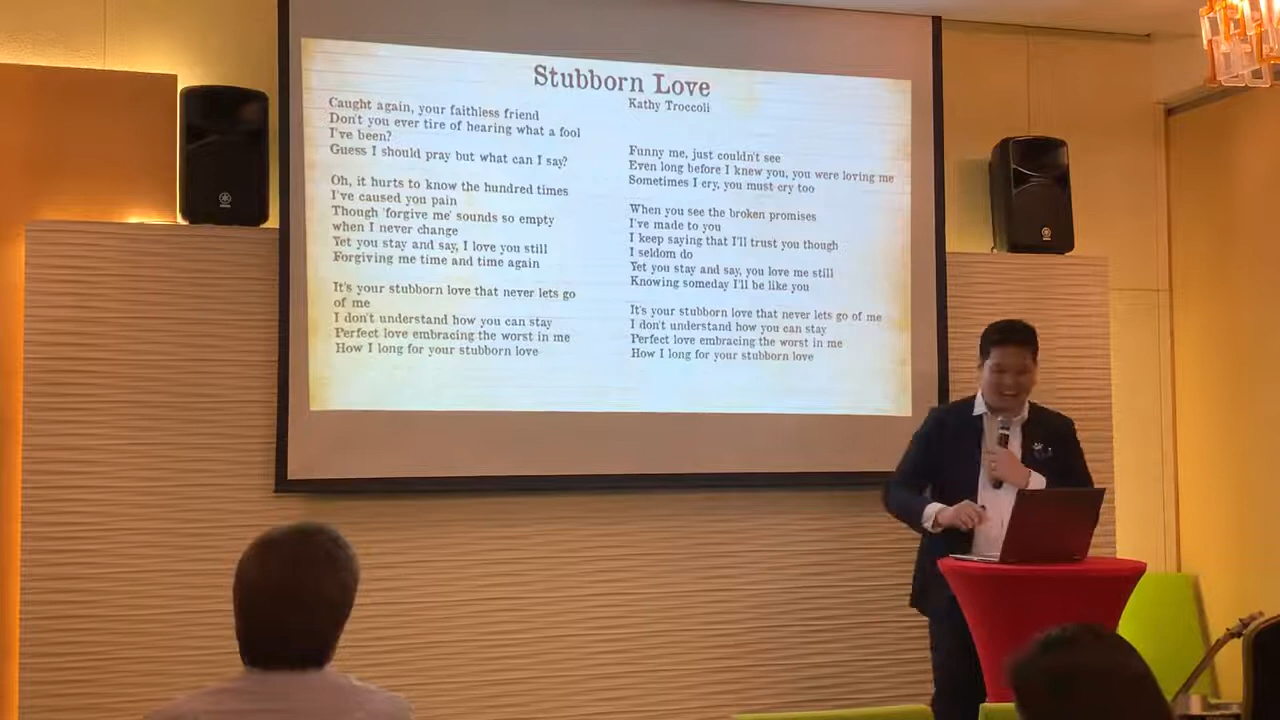 Stubborn Love
Kathy Troccoli
Caught again, your faithless friend
Don't you ever tire of hearing what a fool
I've been?
Guess I should pray but what can I say?
Oh, it hurts to know the hundred times
I've caused you pain
Though 'forgive me' sounds so empty
when I never change
Yet you stay and say, I love you still
Forgiving me time and time again
It's your stubborn love that never lets go
of me
I don't understand how you can stay
Perfect love embracing the worst in me
How I long for your stubborn love
Funny me, just couldn't see
Even long before I knew you, you were loving me
Sometimes I cry, you must cry too
When you see the broken promises
I've made to you
I keep saying that I'll trust you though
I seldom do
Yet you stay and say, you love me still
Knowing someday I'll be like you
It's your stubborn love that never lets go of me
I don't understand how you can stay
Perfect love embracing the worst in me
How I long for your stubborn love